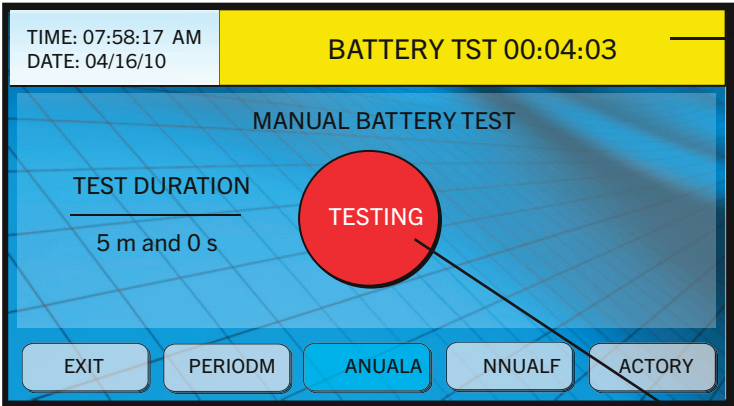 TIME: 07:58:17 AM
DATE: 04/16/10
BATTERY TST 00:04:03
MANUAL BATTERY TEST
TEST DURATION
5 m and 0 s
TESTING
EXIT PERIODM ANUALA NNUALF ACTORY